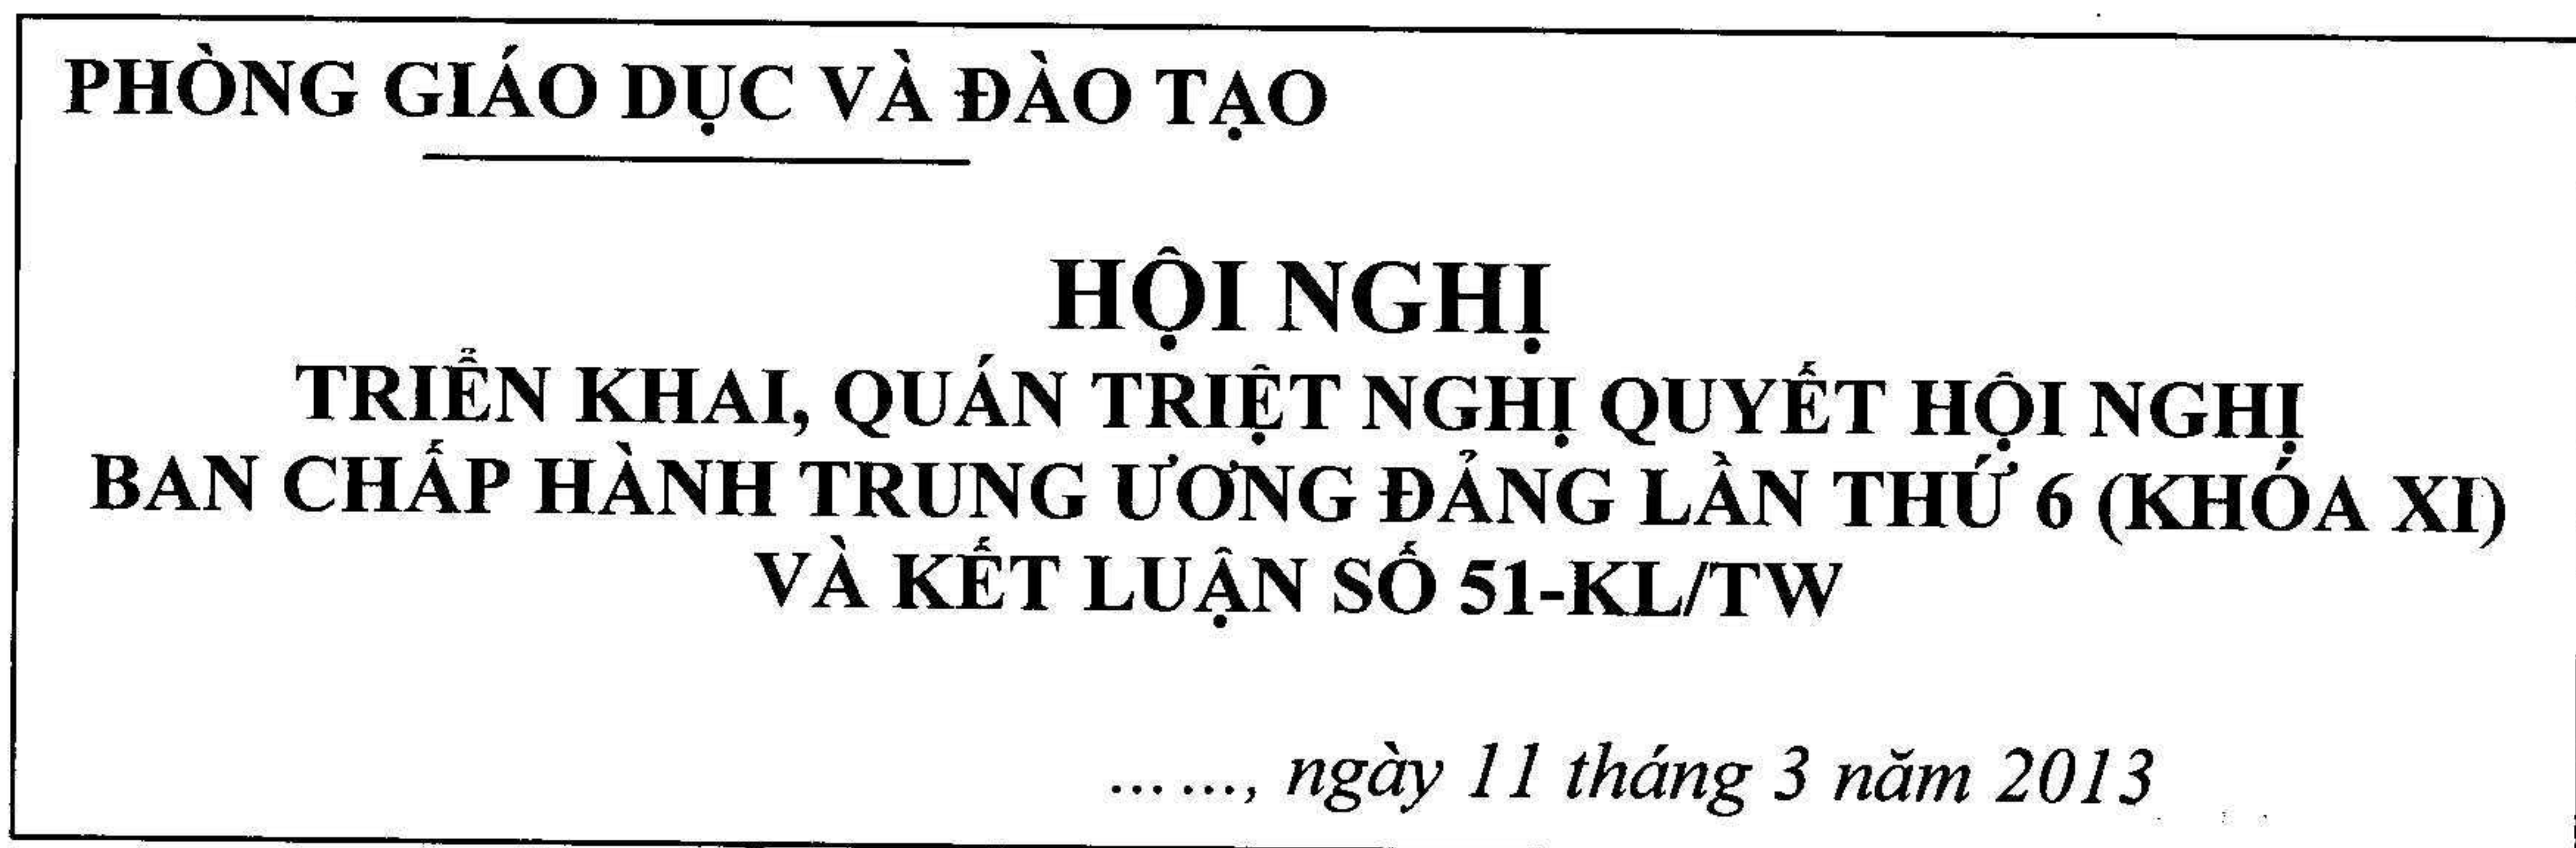 PHÒNG GIÁO DỤC VÀ ĐÀO TẠO
HỘI NGHỊ
TRIỂN KHAI, QUÁN TRIỆT NGHỊ QUYẾT HỘI NGHỊ
BAN CHẤP HÀNH TRUNG ƯƠNG ĐẢNG LẦN THỨ 6 (KHÓA XI)
VÀ KẾT LUẬN SỐ 51-KL/TW
... ..., ngày 11 tháng 3 năm 2013